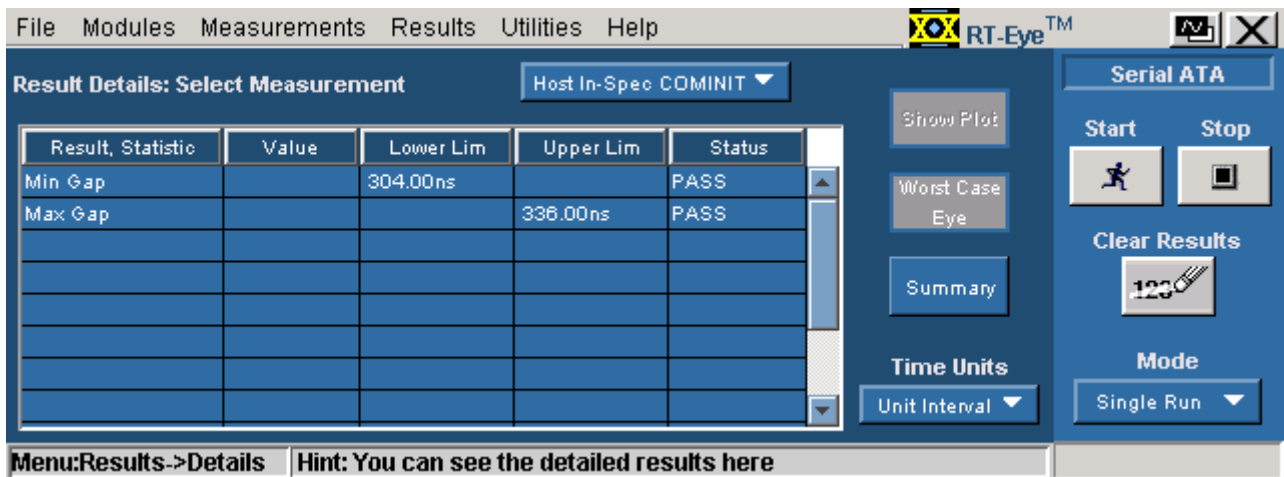 File Modules Measurements Results Utilities Help RT-Eye™
Result Details: Select Measurement Host In-Spec COMINIT
Result, Statistic Value Lower Lim Upper Lim Status
Min Gap 304.00ns PASS
Max Gap 336.00ns PASS
Show Plot
Worst Case
Eye
Summary
Time Units
Unit Interval
Serial ATA
Start Stop
Clear Results
123
Mode
Single Run
Menu:Results->Details Hint: You can see the detailed results here